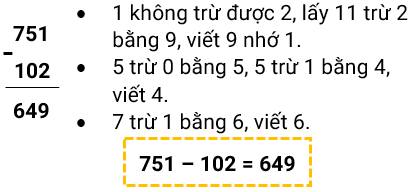 751
-
102
649
• 1 không trừ được 2, lấy 11 trừ 2
bằng 9, viết 9 nhớ 1.
• 5 trừ 0 bằng 5, 5 trừ 1 bằng 4,
viết 4.
• 7 trừ 1 bằng 6, viết 6.
751 – 102 = 649